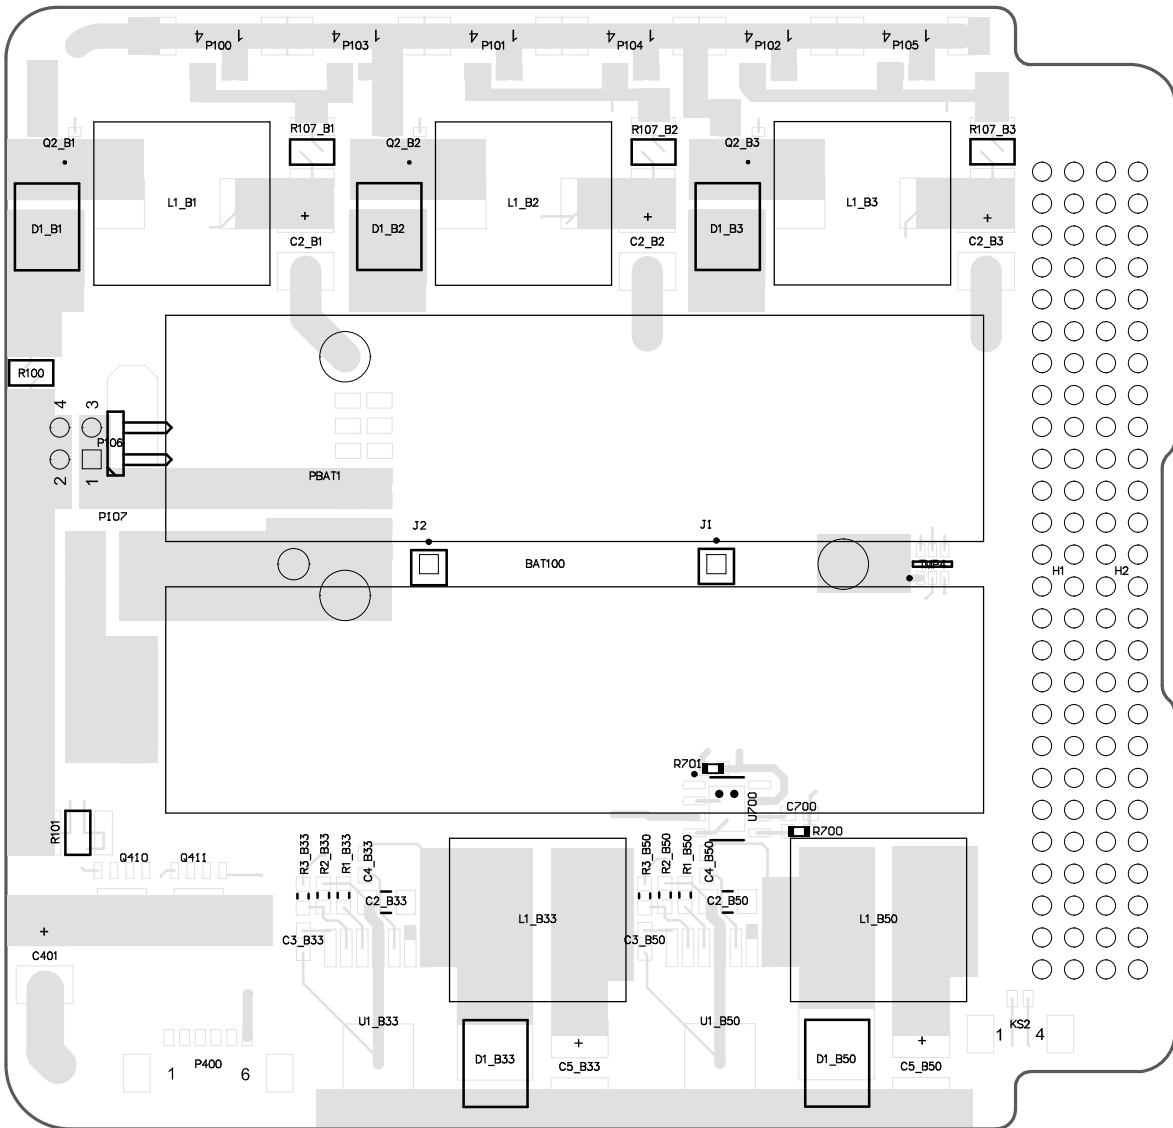 4 P100 1
4 P103 1
4 P101 1
4 P104 1
4 P102 1
4 P105 1
R107_B1
R107_B2
R107_B3
Q2_B1
Q2_B2
Q2_B3
L1_B1
L1_B2
L1_B3
D1_B1
D1_B2
D1_B3
+
+
+
C2_B1
C2_B2
C2_B3
R100
4 3
P106
2 1
PBAT1
P107
J2
J1
BAT100
TMP4
H1
H2
R701
U700
C700
R700
R101
Q410
Q411
R3_B33
R2_B33
R1_B33
C4_B33
R3_B50
R2_B50
R1_B50
C4_B50
C2_B33
C2_B50
L1_B33
L1_B50
C3_B33
C3_B50
+
C401
U1_B33
U1_B50
1 KS2 4
+
+
P400
1 6
D1_B33
C5_B33
D1_B50
C5_B50